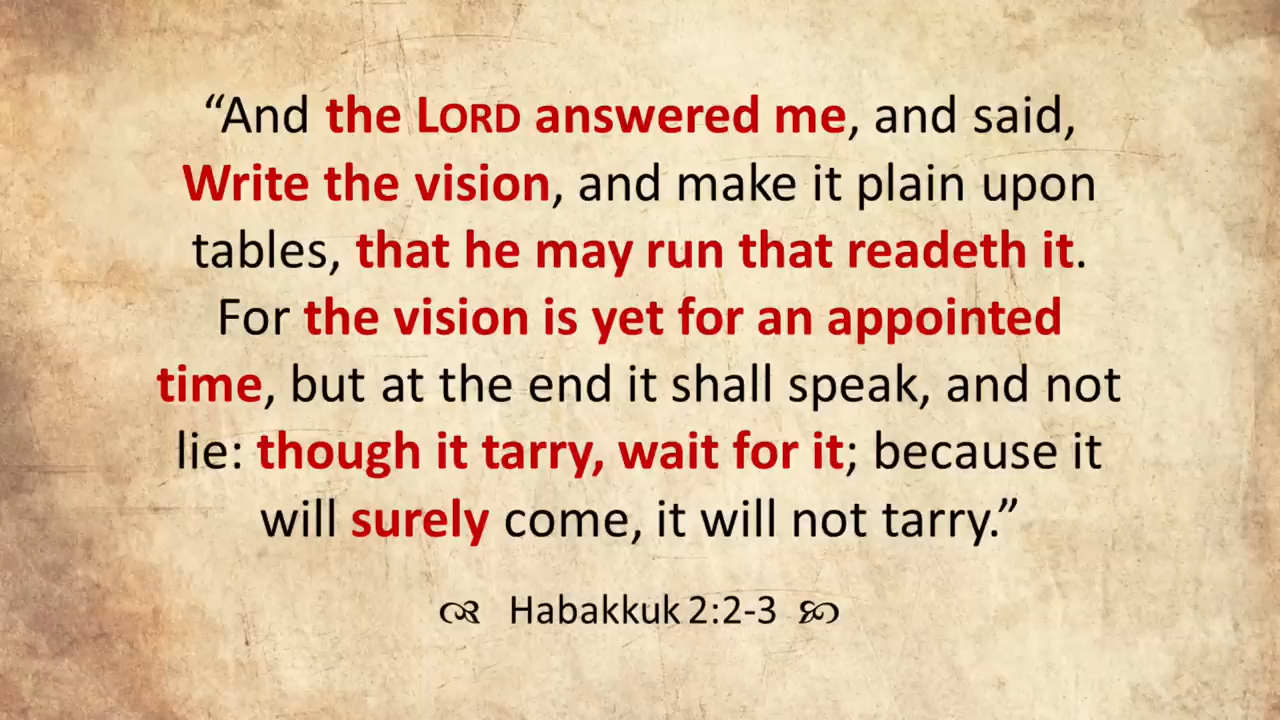 “And the LORD answered me, and said,
Write the vision, and make it plain upon
tables, that he may run that readeth it.
For the vision is yet for an appointed
time, but at the end it shall speak, and not
lie: though it tarry, wait for it; because it
will surely come, it will not tarry.”
Habakkuk 2:2-3